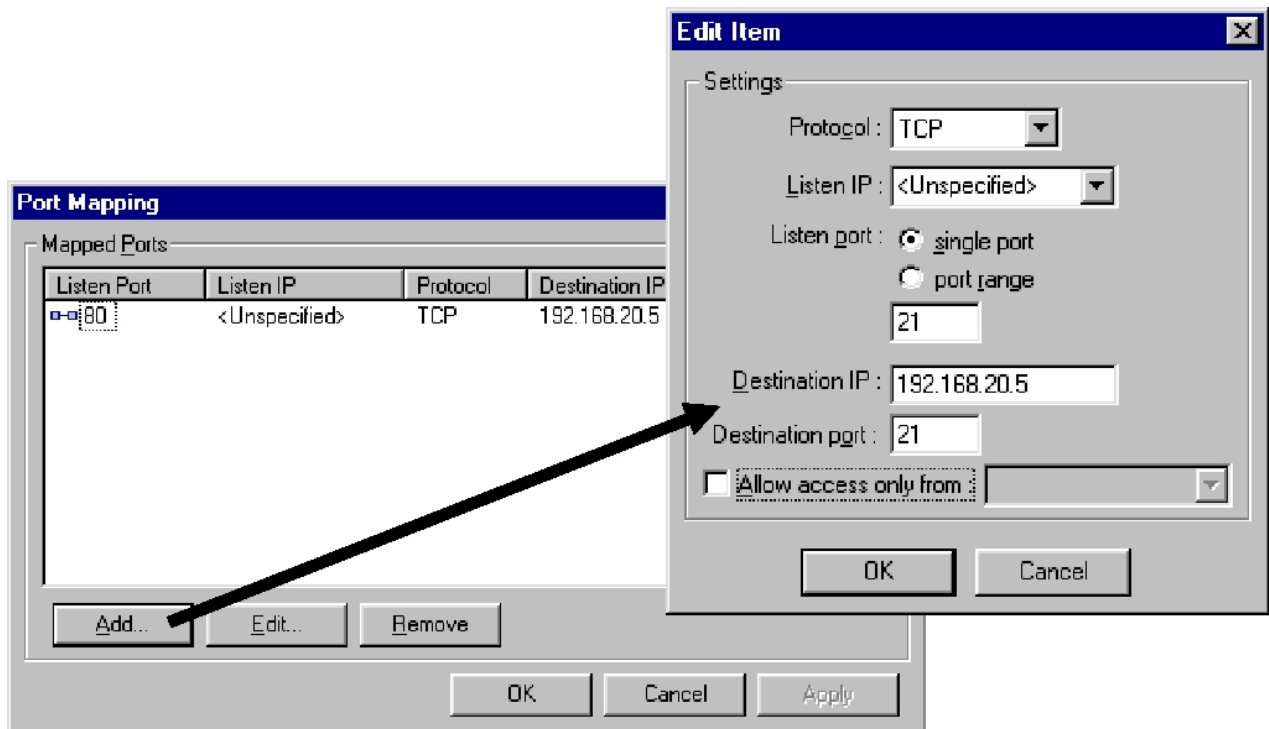 Edit Item
Settings
Protocol : TCP
Listen IP : <Unspecified>
Listen port : single port
port range
21
Destination IP : 192.168.20.5
Destination port : 21
Allow access only from :
OK Cancel
Port Mapping
Mapped Ports
Listen Port Listen IP Protocol Destination IP
80 <Unspecified> TCP 192.168.20.5
Add... Edit... Remove
OK Cancel Apply